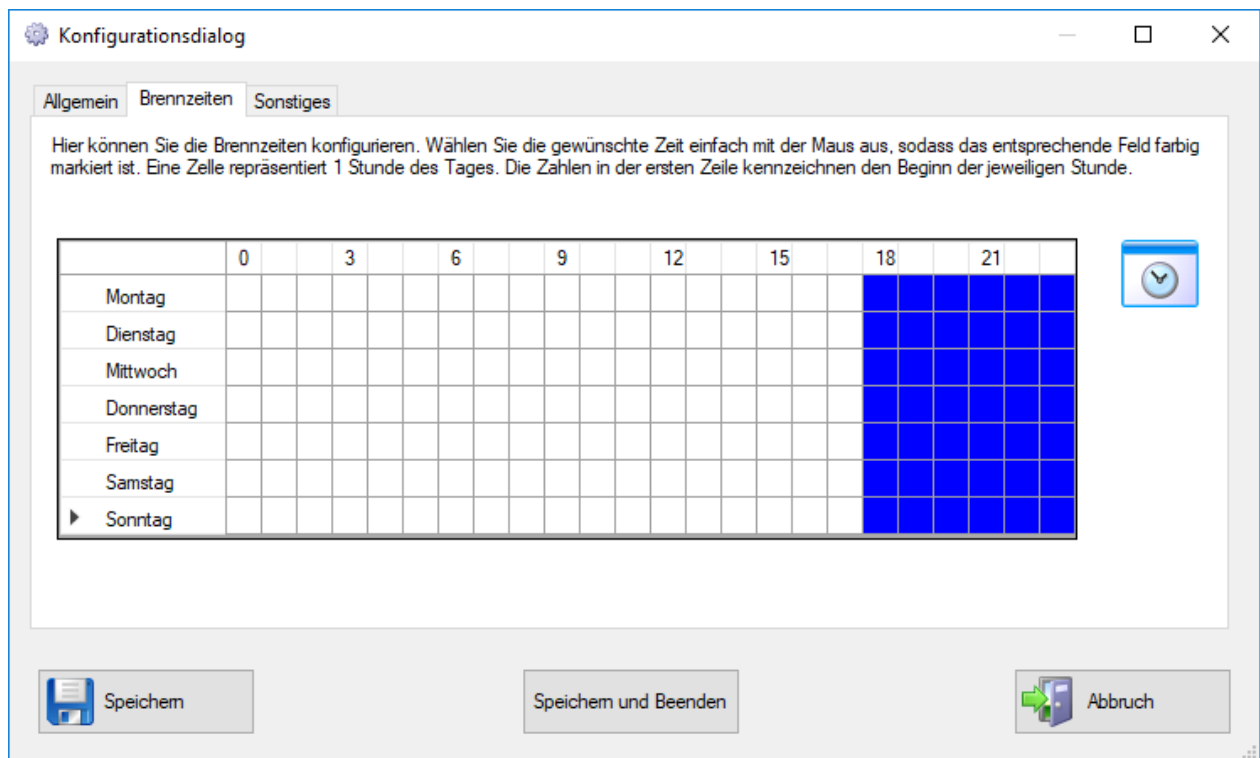 Konfigurationsdialog
Allgemein Brennzeiten Sonstiges
Hier können Sie die Brennzeiten konfigurieren. Wählen Sie die gewünschte Zeit einfach mit der Maus aus, sodass das entsprechende Feld farbig
markiert ist. Eine Zelle repräsentiert 1 Stunde des Tages. Die Zahlen in der ersten Zeile kennzeichnen den Beginn der jeweiligen Stunde.
0 3 6 9 12 15 18 21
Montag
Dienstag
Mittwoch
Donnerstag
Freitag
Samstag
Sonntag
Speichern Speichern und Beenden Abbruch